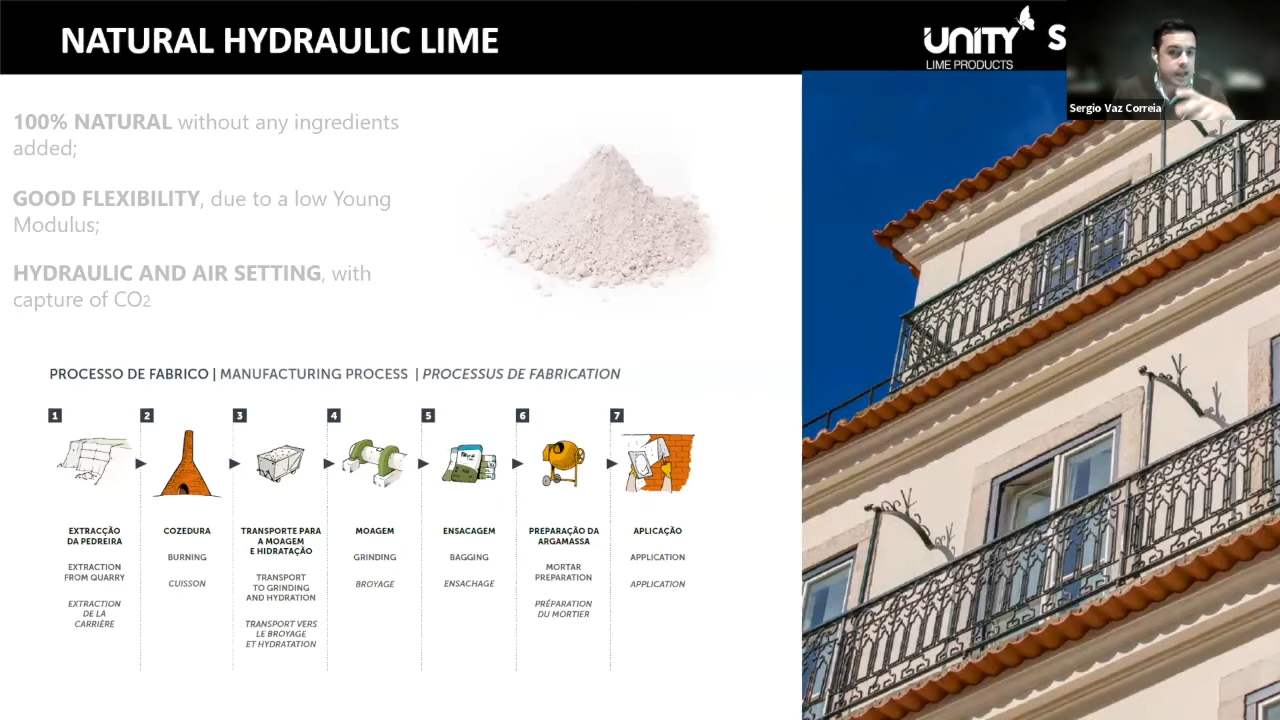 NATURAL HYDRAULIC LIME
UNITY
LIME PRODUCTS
S
Sergio Vaz Correia
100% NATURAL without any ingredients
added;
GOOD FLEXIBILITY, due to a low Young
Modulus;
HYDRAULIC AND AIR SETTING, with
capture of CO2
PROCESSO DE FABRICO | MANUFACTURING PROCESS | PROCESSUS DE FABRICATION
1
2
3
4
5
6
7
EXTRACÇÃO
DA PEDREIRA
EXTRACTION
FROM QUARRY
EXTRACTION
DE LA
CARRIÈRE
COZEDURA
BURNING
CUISSON
TRANSPORTE PARA
A MOAGEM
E HIDRATAÇÃO
TRANSPORT
TO GRINDING
AND HYDRATION
TRANSPORT VERS
LE BROYAGE
ET HYDRATATION
MOAGEM
GRINDING
BROYAGE
ENSACAGEM
BAGGING
ENSACHAGE
PREPARAÇÃO DA
ARGAMASSA
MORTAR
PREPARATION
PRÉPARATION
DU MORTIER
APLICAÇÃO
APPLICATION
APPLICATION